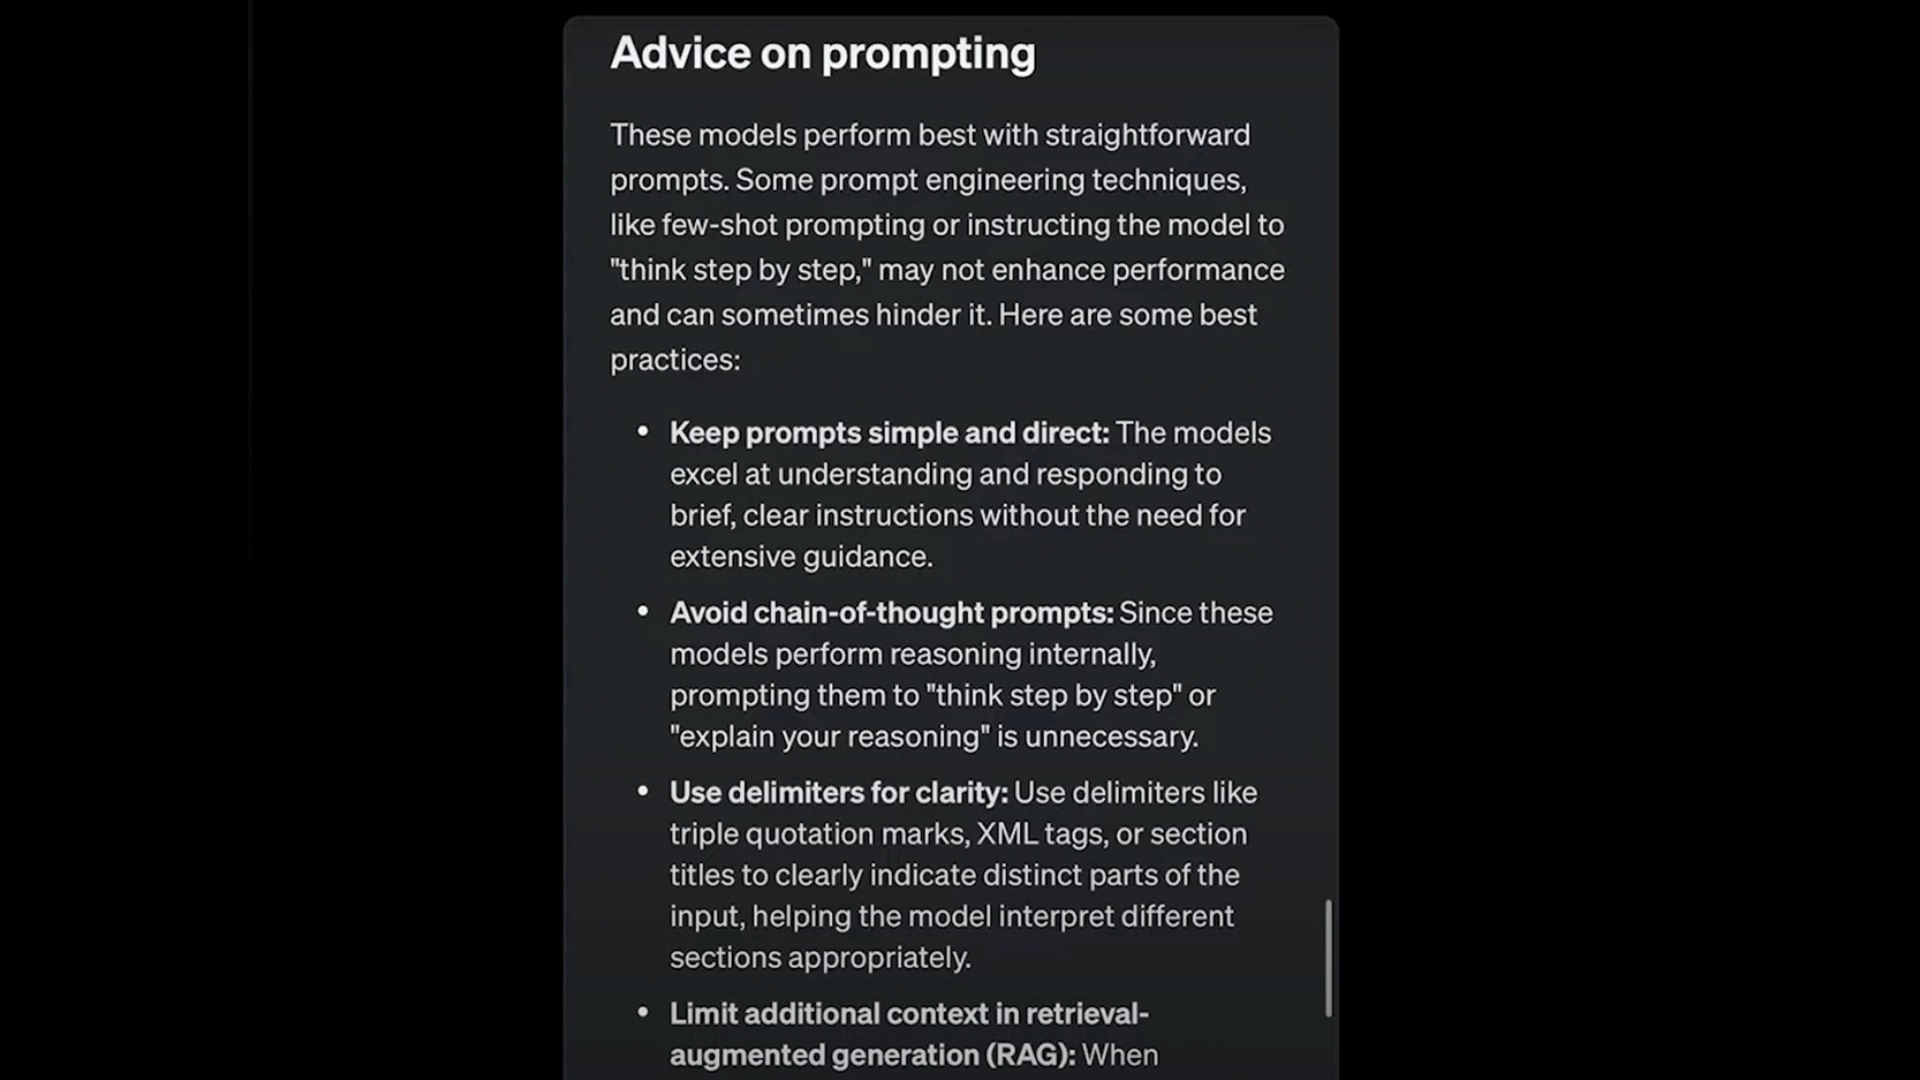 Advice on prompting
These models perform best with straightforward
prompts. Some prompt engineering techniques,
like few-shot prompting or instructing the model to
"think step by step," may not enhance performance
and can sometimes hinder it. Here are some best
practices:
• Keep prompts simple and direct: The models
excel at understanding and responding to
brief, clear instructions without the need for
extensive guidance.
• Avoid chain-of-thought prompts: Since these
models perform reasoning internally,
prompting them to "think step by step" or
"explain your reasoning" is unnecessary.
• Use delimiters for clarity: Use delimiters like
triple quotation marks, XML tags, or section
titles to clearly indicate distinct parts of the
input, helping the model interpret different
sections appropriately.
• Limit additional context in retrieval-
augmented generation (RAG): When